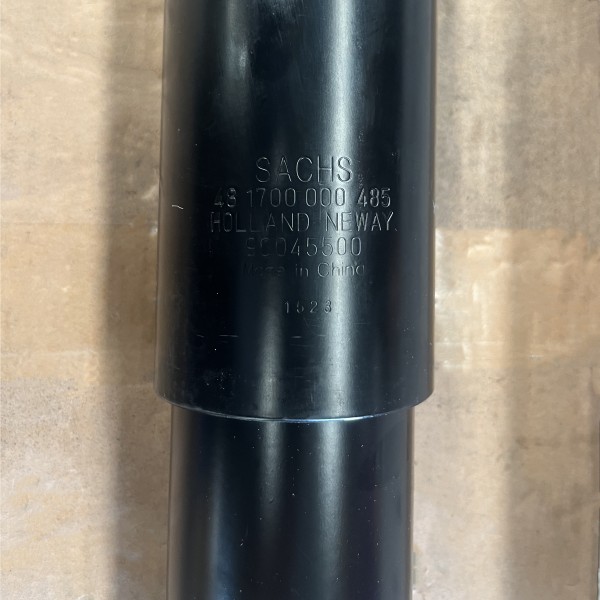 SACHS
48 1700 000 485
HOLLAND NEWAY
90045500
Made in China
1523